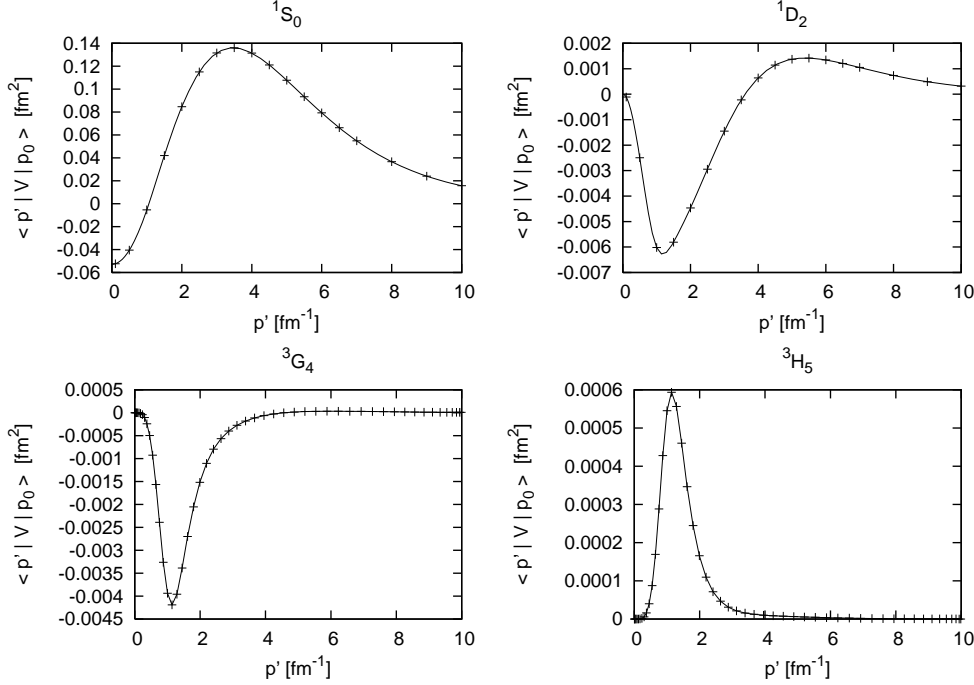 ¹S₀
< p' | V | p₀ > [fm²]
0.14
0.12
0.1
0.08
0.06
0.04
0.02
0
-0.02
-0.04
-0.06
0 2 4 6 8 10
p' [fm⁻¹]
¹D₂
< p' | V | p₀ > [fm²]
0.002
0.001
0
-0.001
-0.002
-0.003
-0.004
-0.005
-0.006
-0.007
0 2 4 6 8 10
p' [fm⁻¹]
³G₄
< p' | V | p₀ > [fm²]
0.0005
0
-0.0005
-0.001
-0.0015
-0.002
-0.0025
-0.003
-0.0035
-0.004
-0.0045
0 2 4 6 8 10
p' [fm⁻¹]
³H₅
< p' | V | p₀ > [fm²]
0.0006
0.0005
0.0004
0.0003
0.0002
0.0001
0
0 2 4 6 8 10
p' [fm⁻¹]